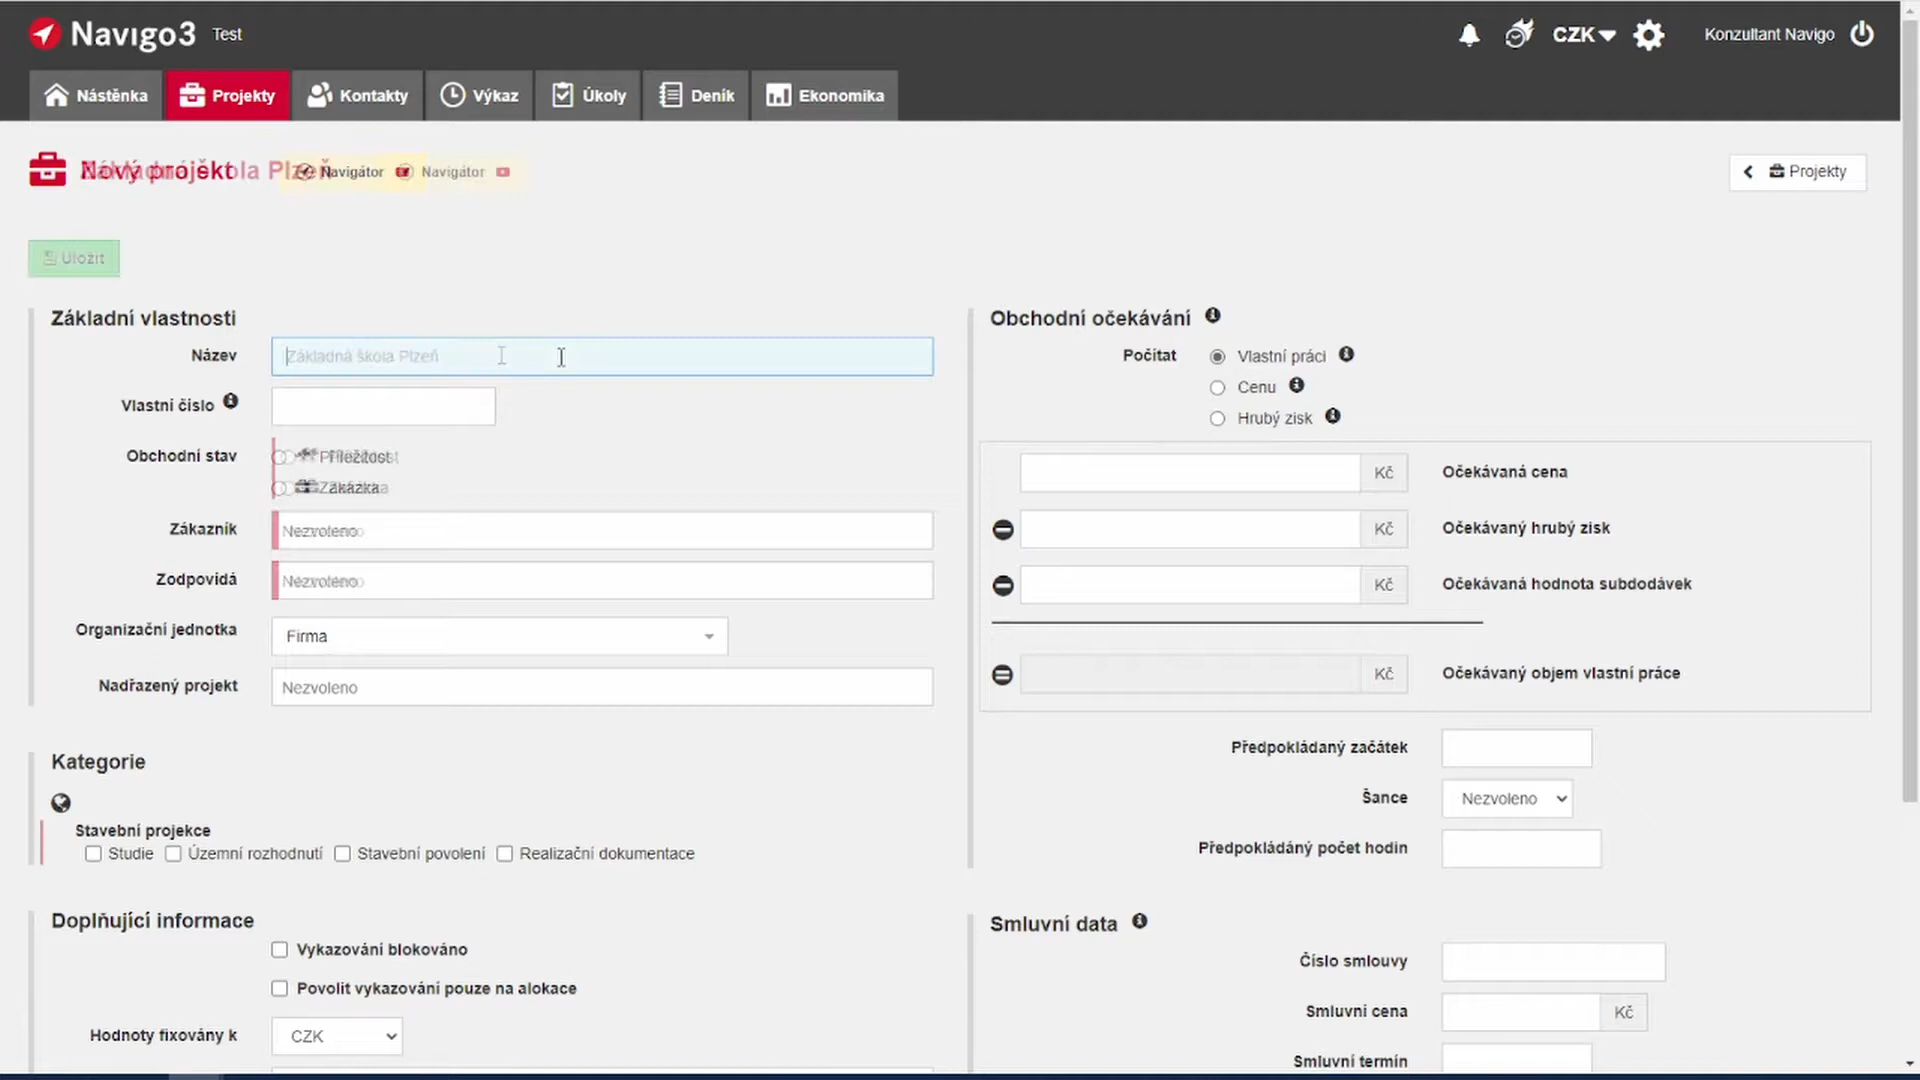 Navigo3 Test CZK Konzultant Navigo
Nástěnka Projekty Kontakty Výkaz Úkoly Deník Ekonomika
Nový projekt Navigátor Navigátor Projekty
Uložit
Základní vlastnosti
Název Základná škola Plzeň
Vlastní číslo
Obchodní stav Příležitost
Zakázka
Zákazník Nezvoleno
Zodpovídá Nezvoleno
Organizační jednotka Firma
Nadřazený projekt Nezvoleno
Kategorie
Stavební projekce
Studie Územní rozhodnutí Stavební povolení Realizační dokumentace
Doplňující informace
Vykazování blokováno
Povolit vykazování pouze na alokace
Hodnoty fixovány k CZK
Obchodní očekávání
Počítat Vlastní práci
Cenu
Hrubý zisk
Kč Očekávaná cena
Kč Očekávaný hrubý zisk
Kč Očekávaná hodnota subdodávek
Kč Očekávaný objem vlastní práce
Předpokládaný začátek
Šance Nezvoleno
Předpokládáný počet hodin
Smluvní data
Číslo smlouvy
Smluvní cena Kč
Smluvní termín